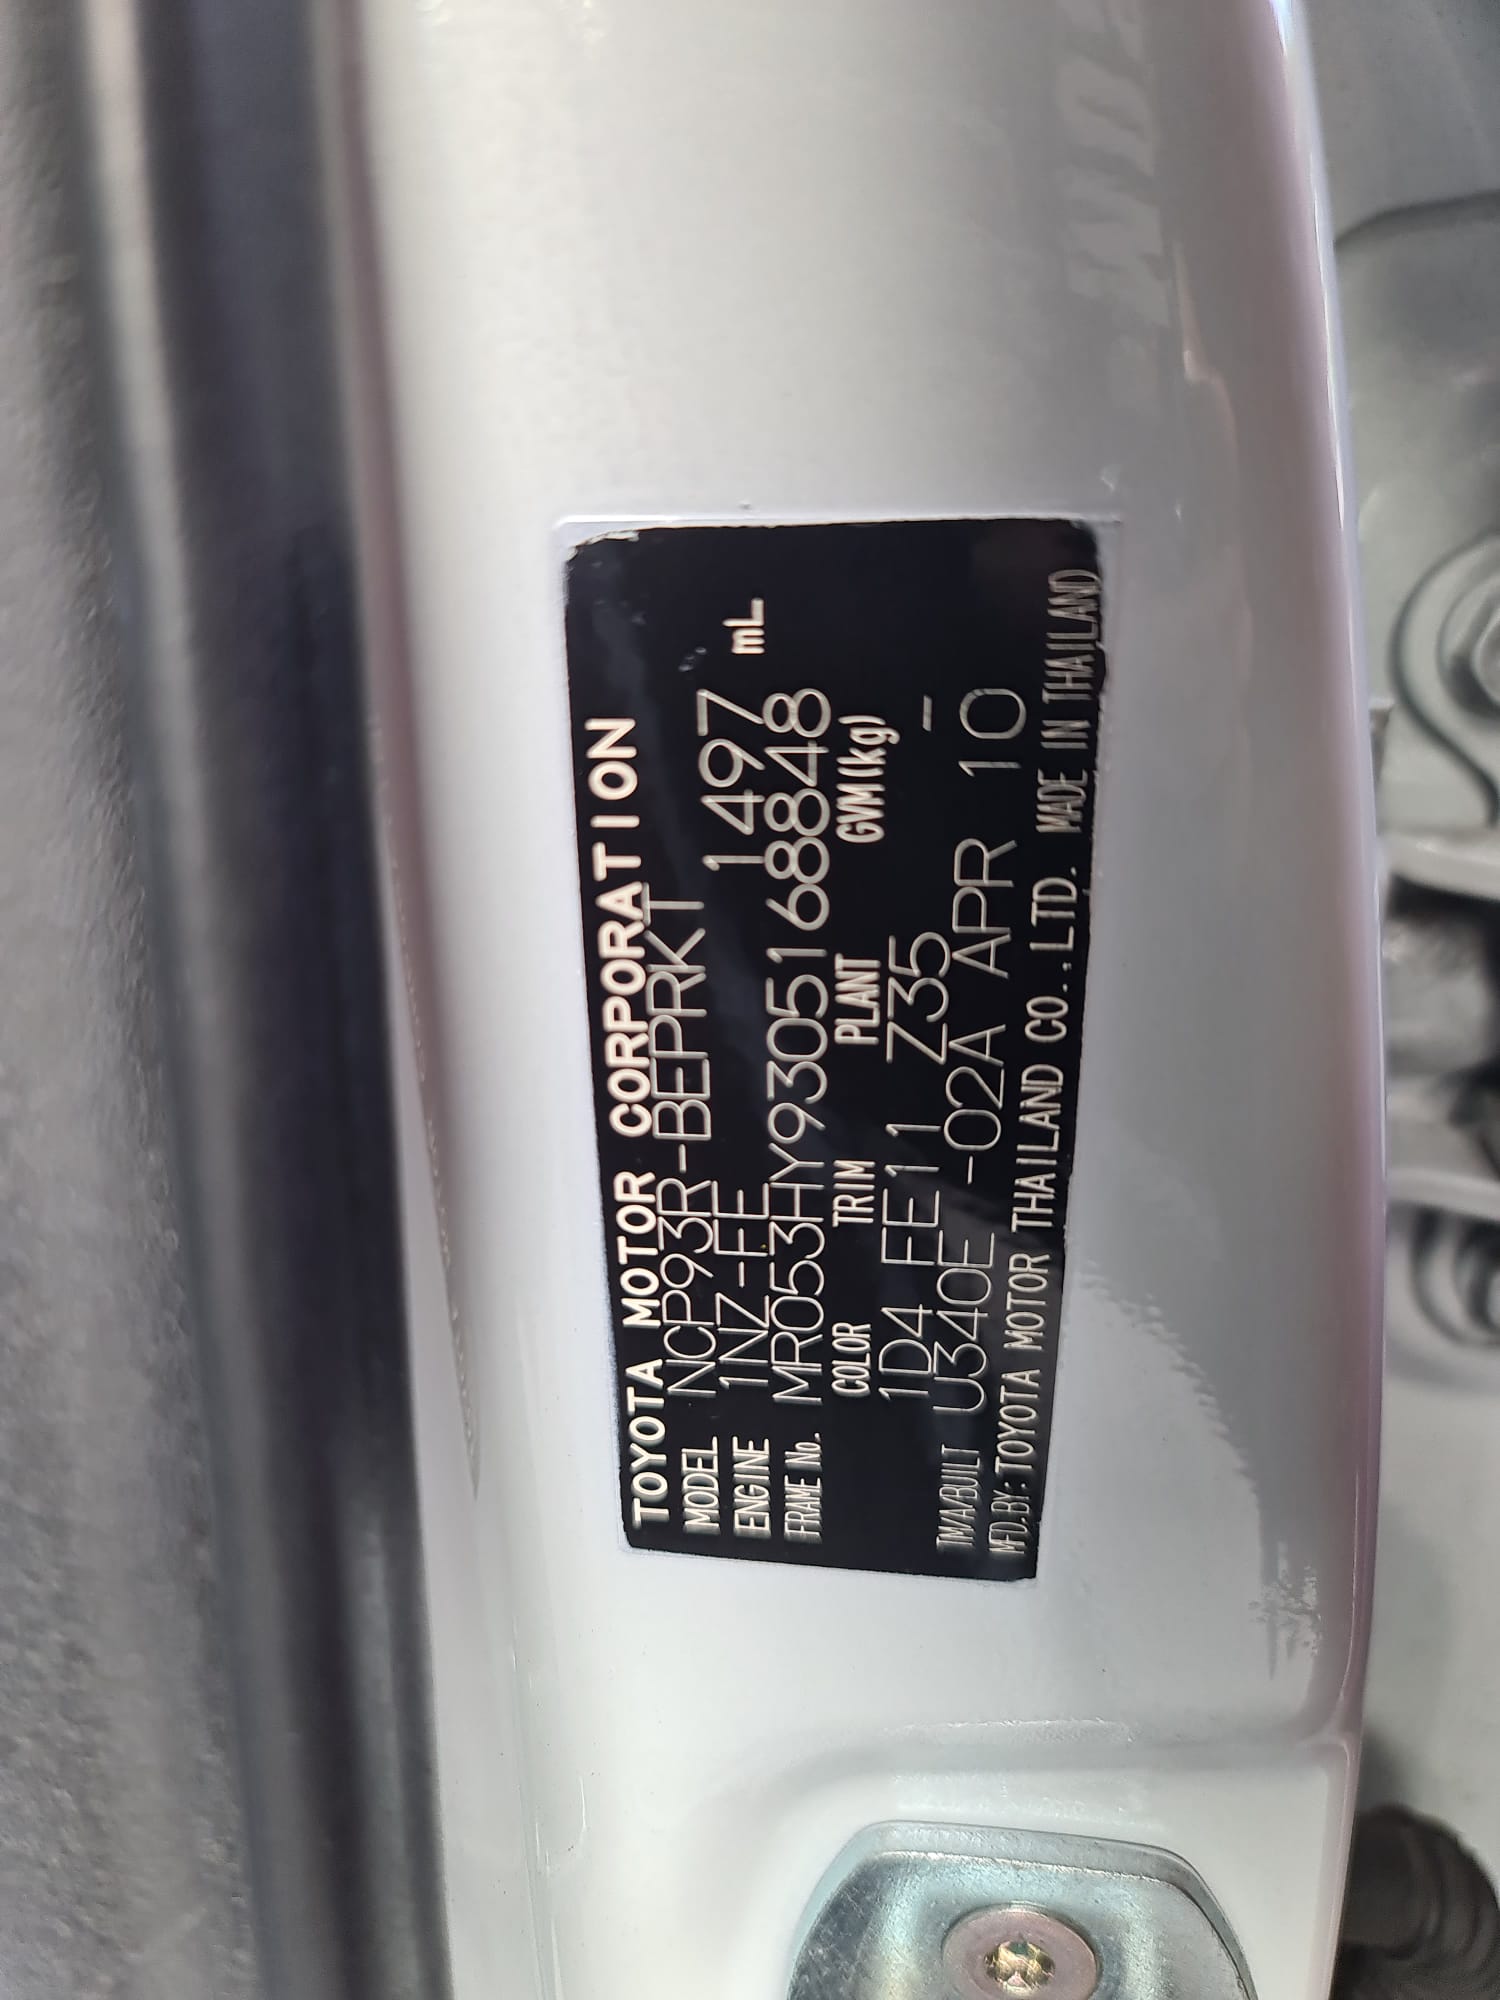 TOYOTA MOTOR CORPORATION
MODEL NCP93R-BEPRKT
ENGINE 1NZ-FE 1497 mL
FRAME No. MR053HY9305168848
COLOR TRIM PLANT GVM(kg)
1D4 FE11 Z35 -
TM/A/BUILT U340E -02A APR 10
MFD.BY: TOYOTA MOTOR THAILAND CO.,LTD. MADE IN THAILAND